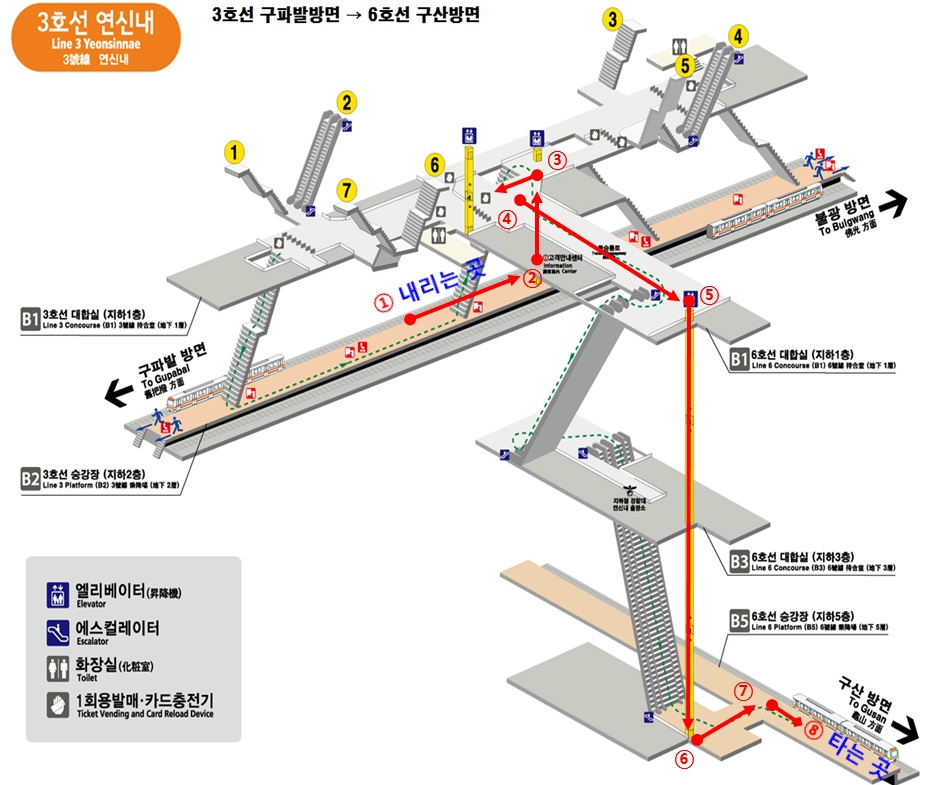 3호선 연신내
Line 3 Yeonsinnae
3號線 연신내
3호선 구파발방면 → 6호선 구산방면
3
4
5
2
1
7
6
③
④
①
내리는 곳
②
고객안내센터
Information
Center
환승통로
⑤
불광 방면
To Bulgwang
佛光 方面
B1
3호선 대합실 (지하1층)
Line 3 Concourse (B1) 3號線 待合室 (地下 1層)
구파발 방면
To Gupabal
舊把撥 方面
B1
6호선 대합실 (지하1층)
Line 6 Concourse (B1) 6號線 待合室 (地下 1層)
B2
3호선 승강장 (지하2층)
Line 3 Platform (B2) 3號線 乘降場 (地下 2層)
지하철 경찰대
연신내 출장소
B3
6호선 대합실 (지하3층)
Line 6 Concourse (B3) 6號線 待合室 (地下 3層)
B5
6호선 승강장 (지하5층)
Line 6 Platform (B5) 6號線 乘降場 (地下 5層)
엘리베이터(昇降機)
Elevator
에스컬레이터
Escalator
화장실(化粧室)
Toilet
1회용발매·카드충전기
Ticket Vending and Card Reload Device
구산 방면
To Gusan
龜山 方面
⑦
⑧
타는 곳
⑥